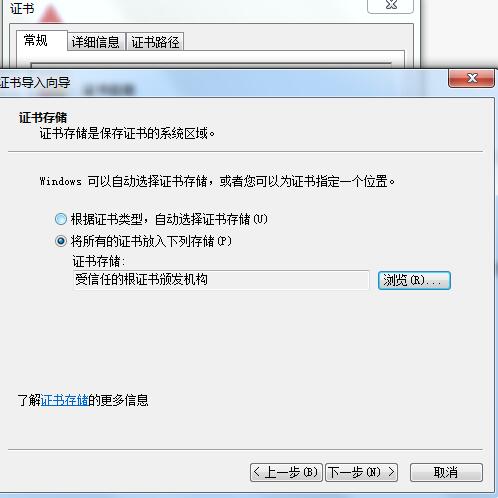 证书
常规
详细信息
证书路径
证书导入向导
证书存储
证书存储是保存证书的系统区域。
Windows 可以自动选择证书存储，或者您可以为证书指定一个位置。
根据证书类型，自动选择证书存储(U)
将所有的证书放入下列存储(P)
证书存储:
受信任的根证书颁发机构
浏览(R)...
了解证书存储的更多信息
< 上一步(B)
下一步(N) >
取消